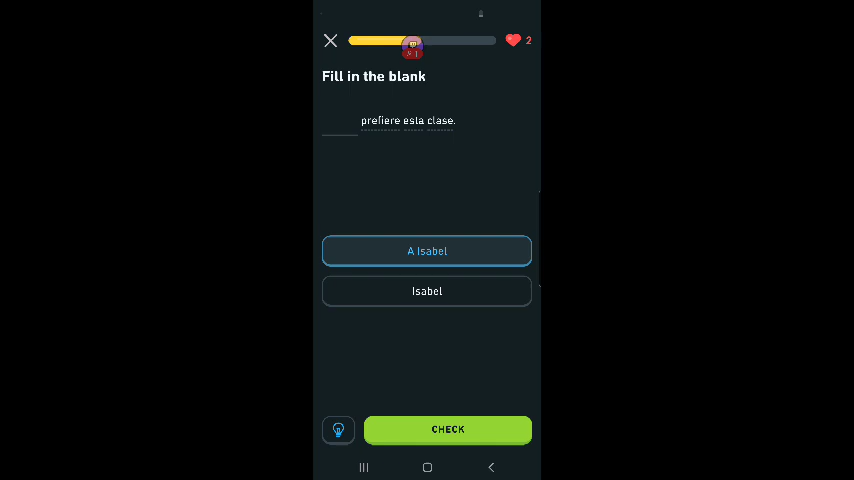 2
Fill in the blank
prefiere esta clase.
A Isabel
Isabel
CHECK